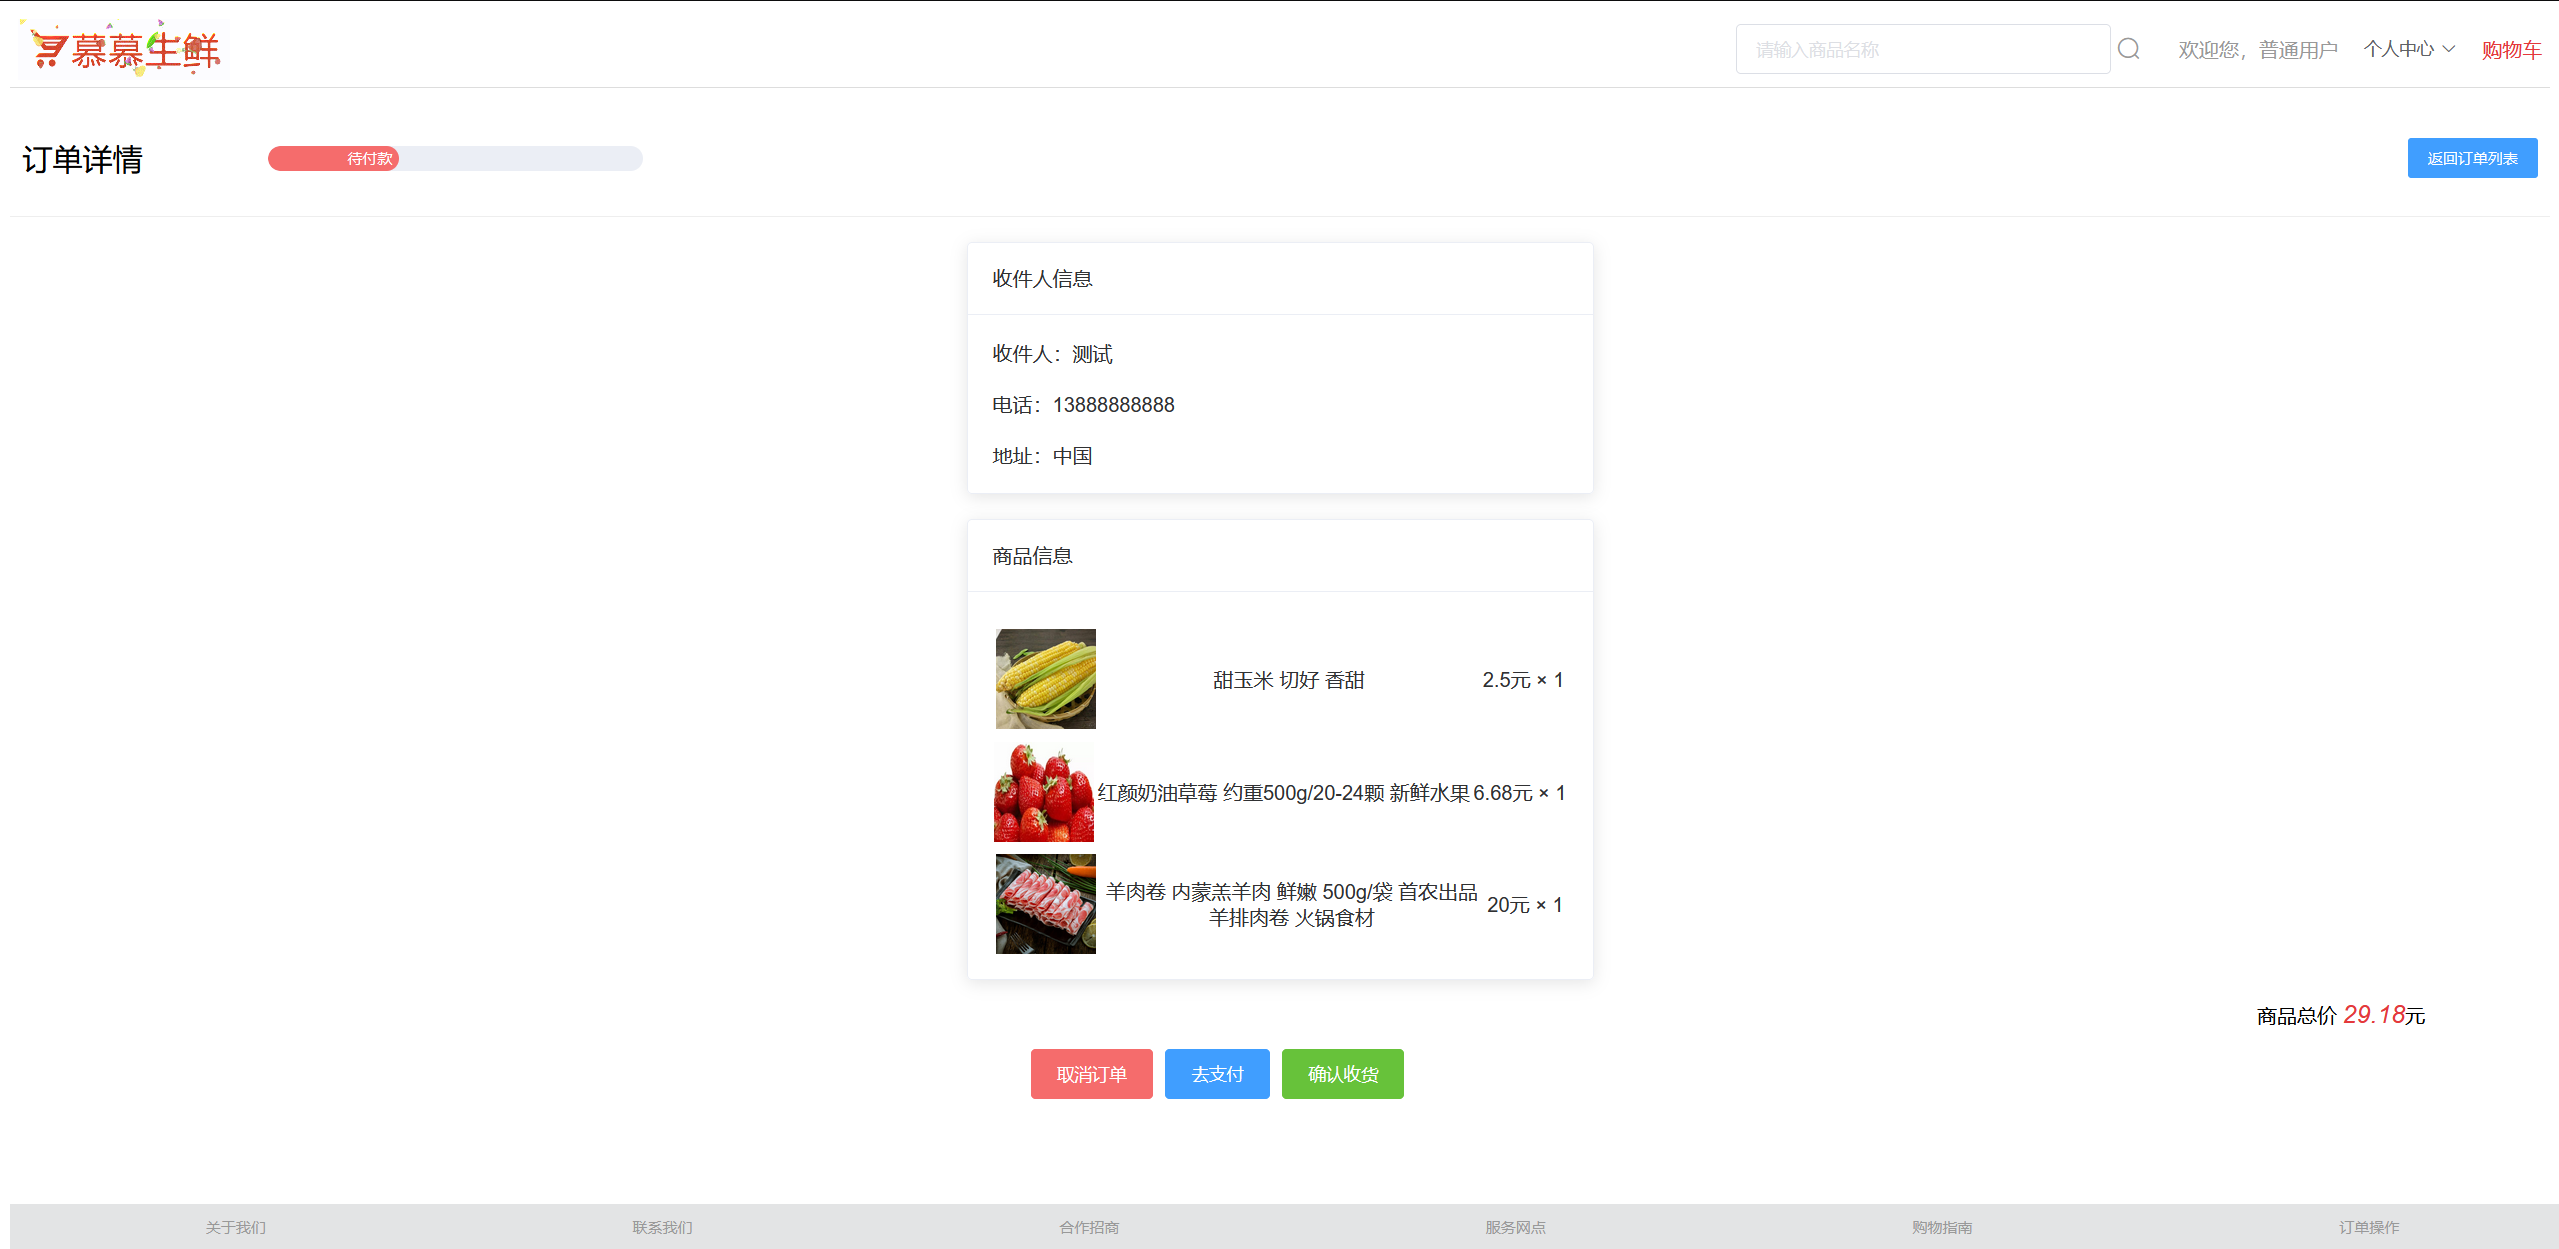 慕慕生鲜
请输入商品名称
欢迎您，普通用户
个人中心
购物车
订单详情
待付款
返回订单列表
收件人信息
收件人：测试
电话：13888888888
地址：中国
商品信息
甜玉米 切好 香甜
2.5元 × 1
红颜奶油草莓 约重500g/20-24颗 新鲜水果
6.68元 × 1
羊肉卷 内蒙羔羊肉 鲜嫩 500g/袋 首农出品
羊排肉卷 火锅食材
20元 × 1
商品总价 29.18元
取消订单
去支付
确认收货
关于我们
联系我们
合作招商
服务网点
购物指南
订单操作